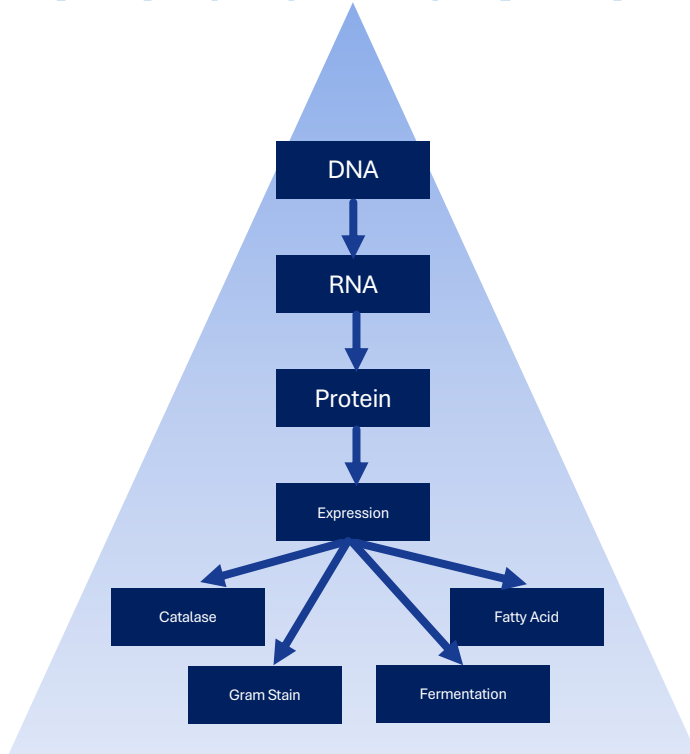 DNA
RNA
Protein
Expression
Catalase
Fatty Acid
Gram Stain
Fermentation